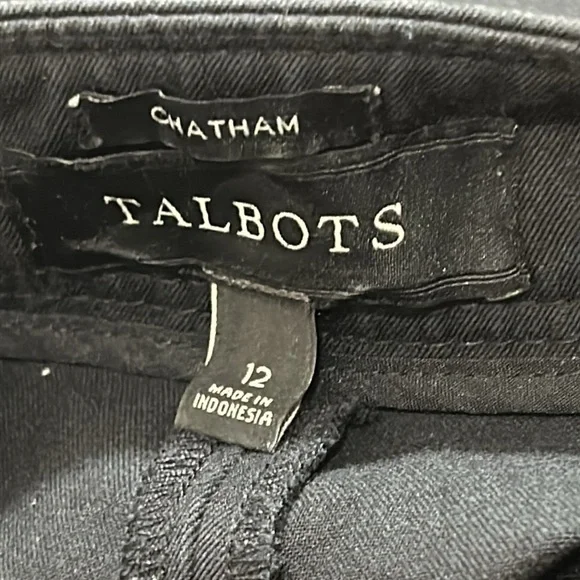 CHATHAM
TALBOTS
12
MADE IN
INDONESIA